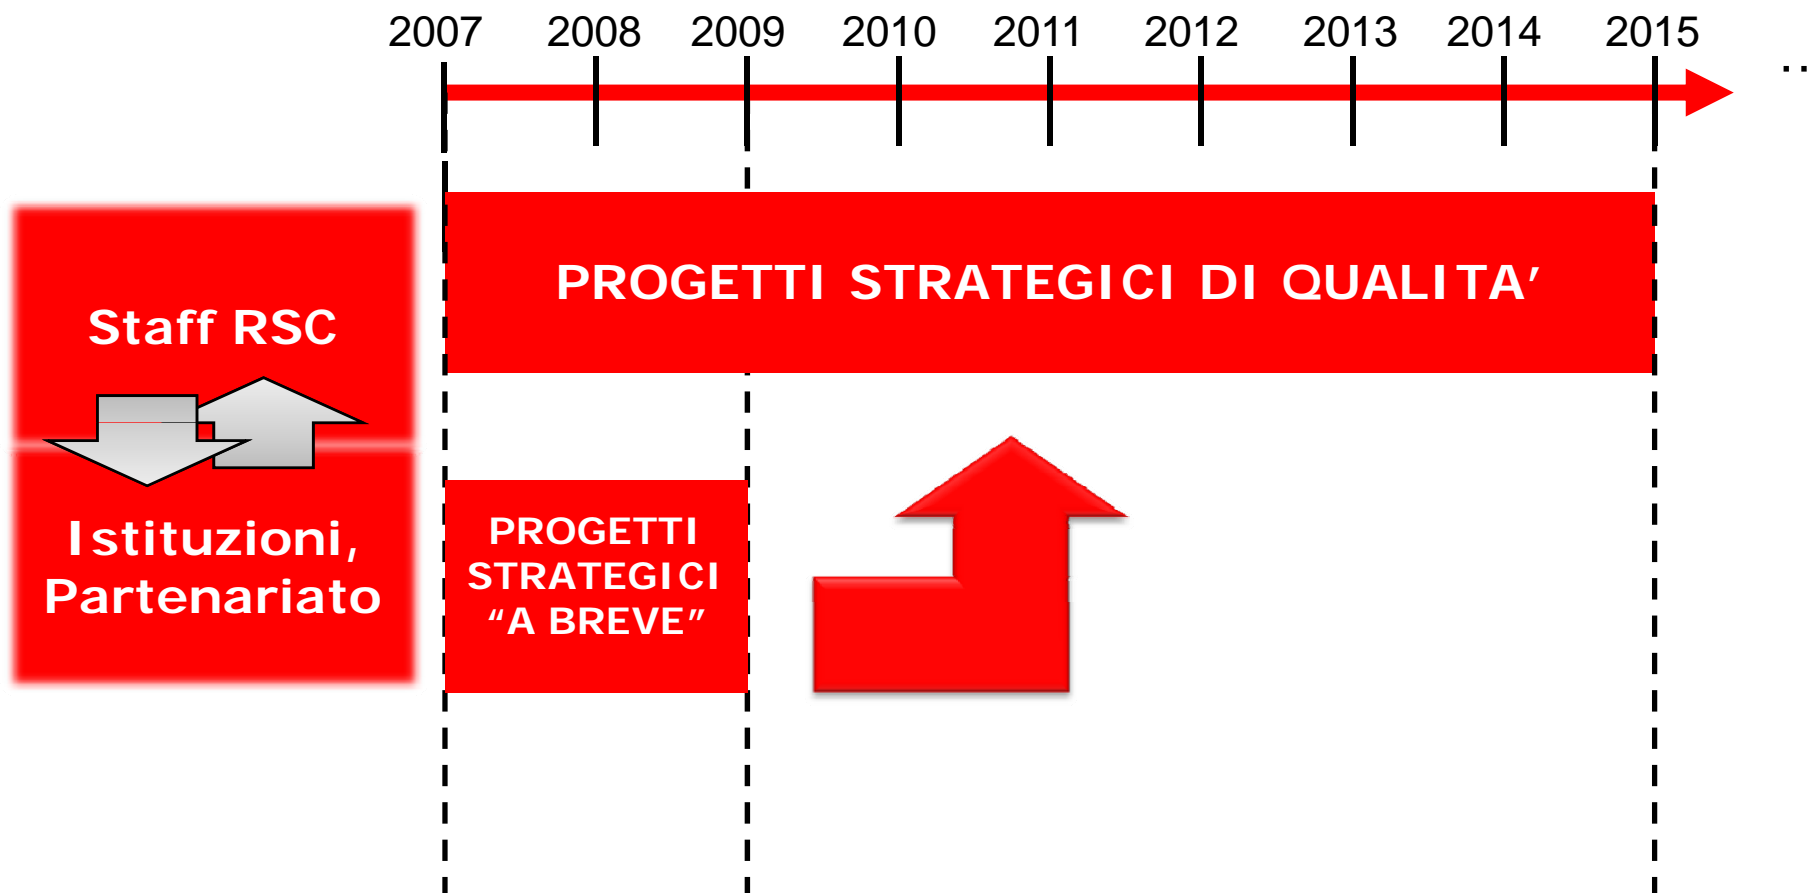 2007 2008 2009 2010 2011 2012 2013 2014 2015 ..
PROGETTI STRATEGICI DI QUALITA’
Staff RSC
Istituzioni,
Partenariato
PROGETTI
STRATEGICI
“A BREVE”